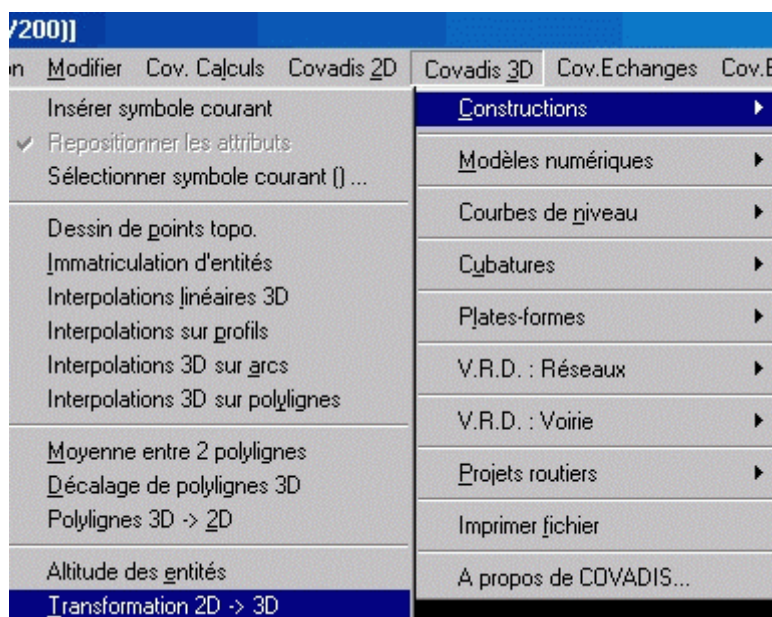 /200)]
on Modifier Cov. Calculs Covadis 2D Covadis 3D Cov.Echanges Cov.E
Insérer symbole courant
Repositionner les attributs
Sélectionner symbole courant () ...
Dessin de points topo.
Immatriculation d'entités
Interpolations linéaires 3D
Interpolations sur profils
Interpolations 3D sur arcs
Interpolations 3D sur polylignes
Moyenne entre 2 polylignes
Décalage de polylignes 3D
Polylignes 3D -> 2D
Altitude des entités
Transformation 2D -> 3D
Constructions
Modèles numériques
Courbes de niveau
Cubatures
Plates-formes
V.R.D. : Réseaux
V.R.D. : Voirie
Projets routiers
Imprimer fichier
A propos de COVADIS...